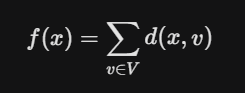 f(x) = ∑_{v∈V} d(x, v)